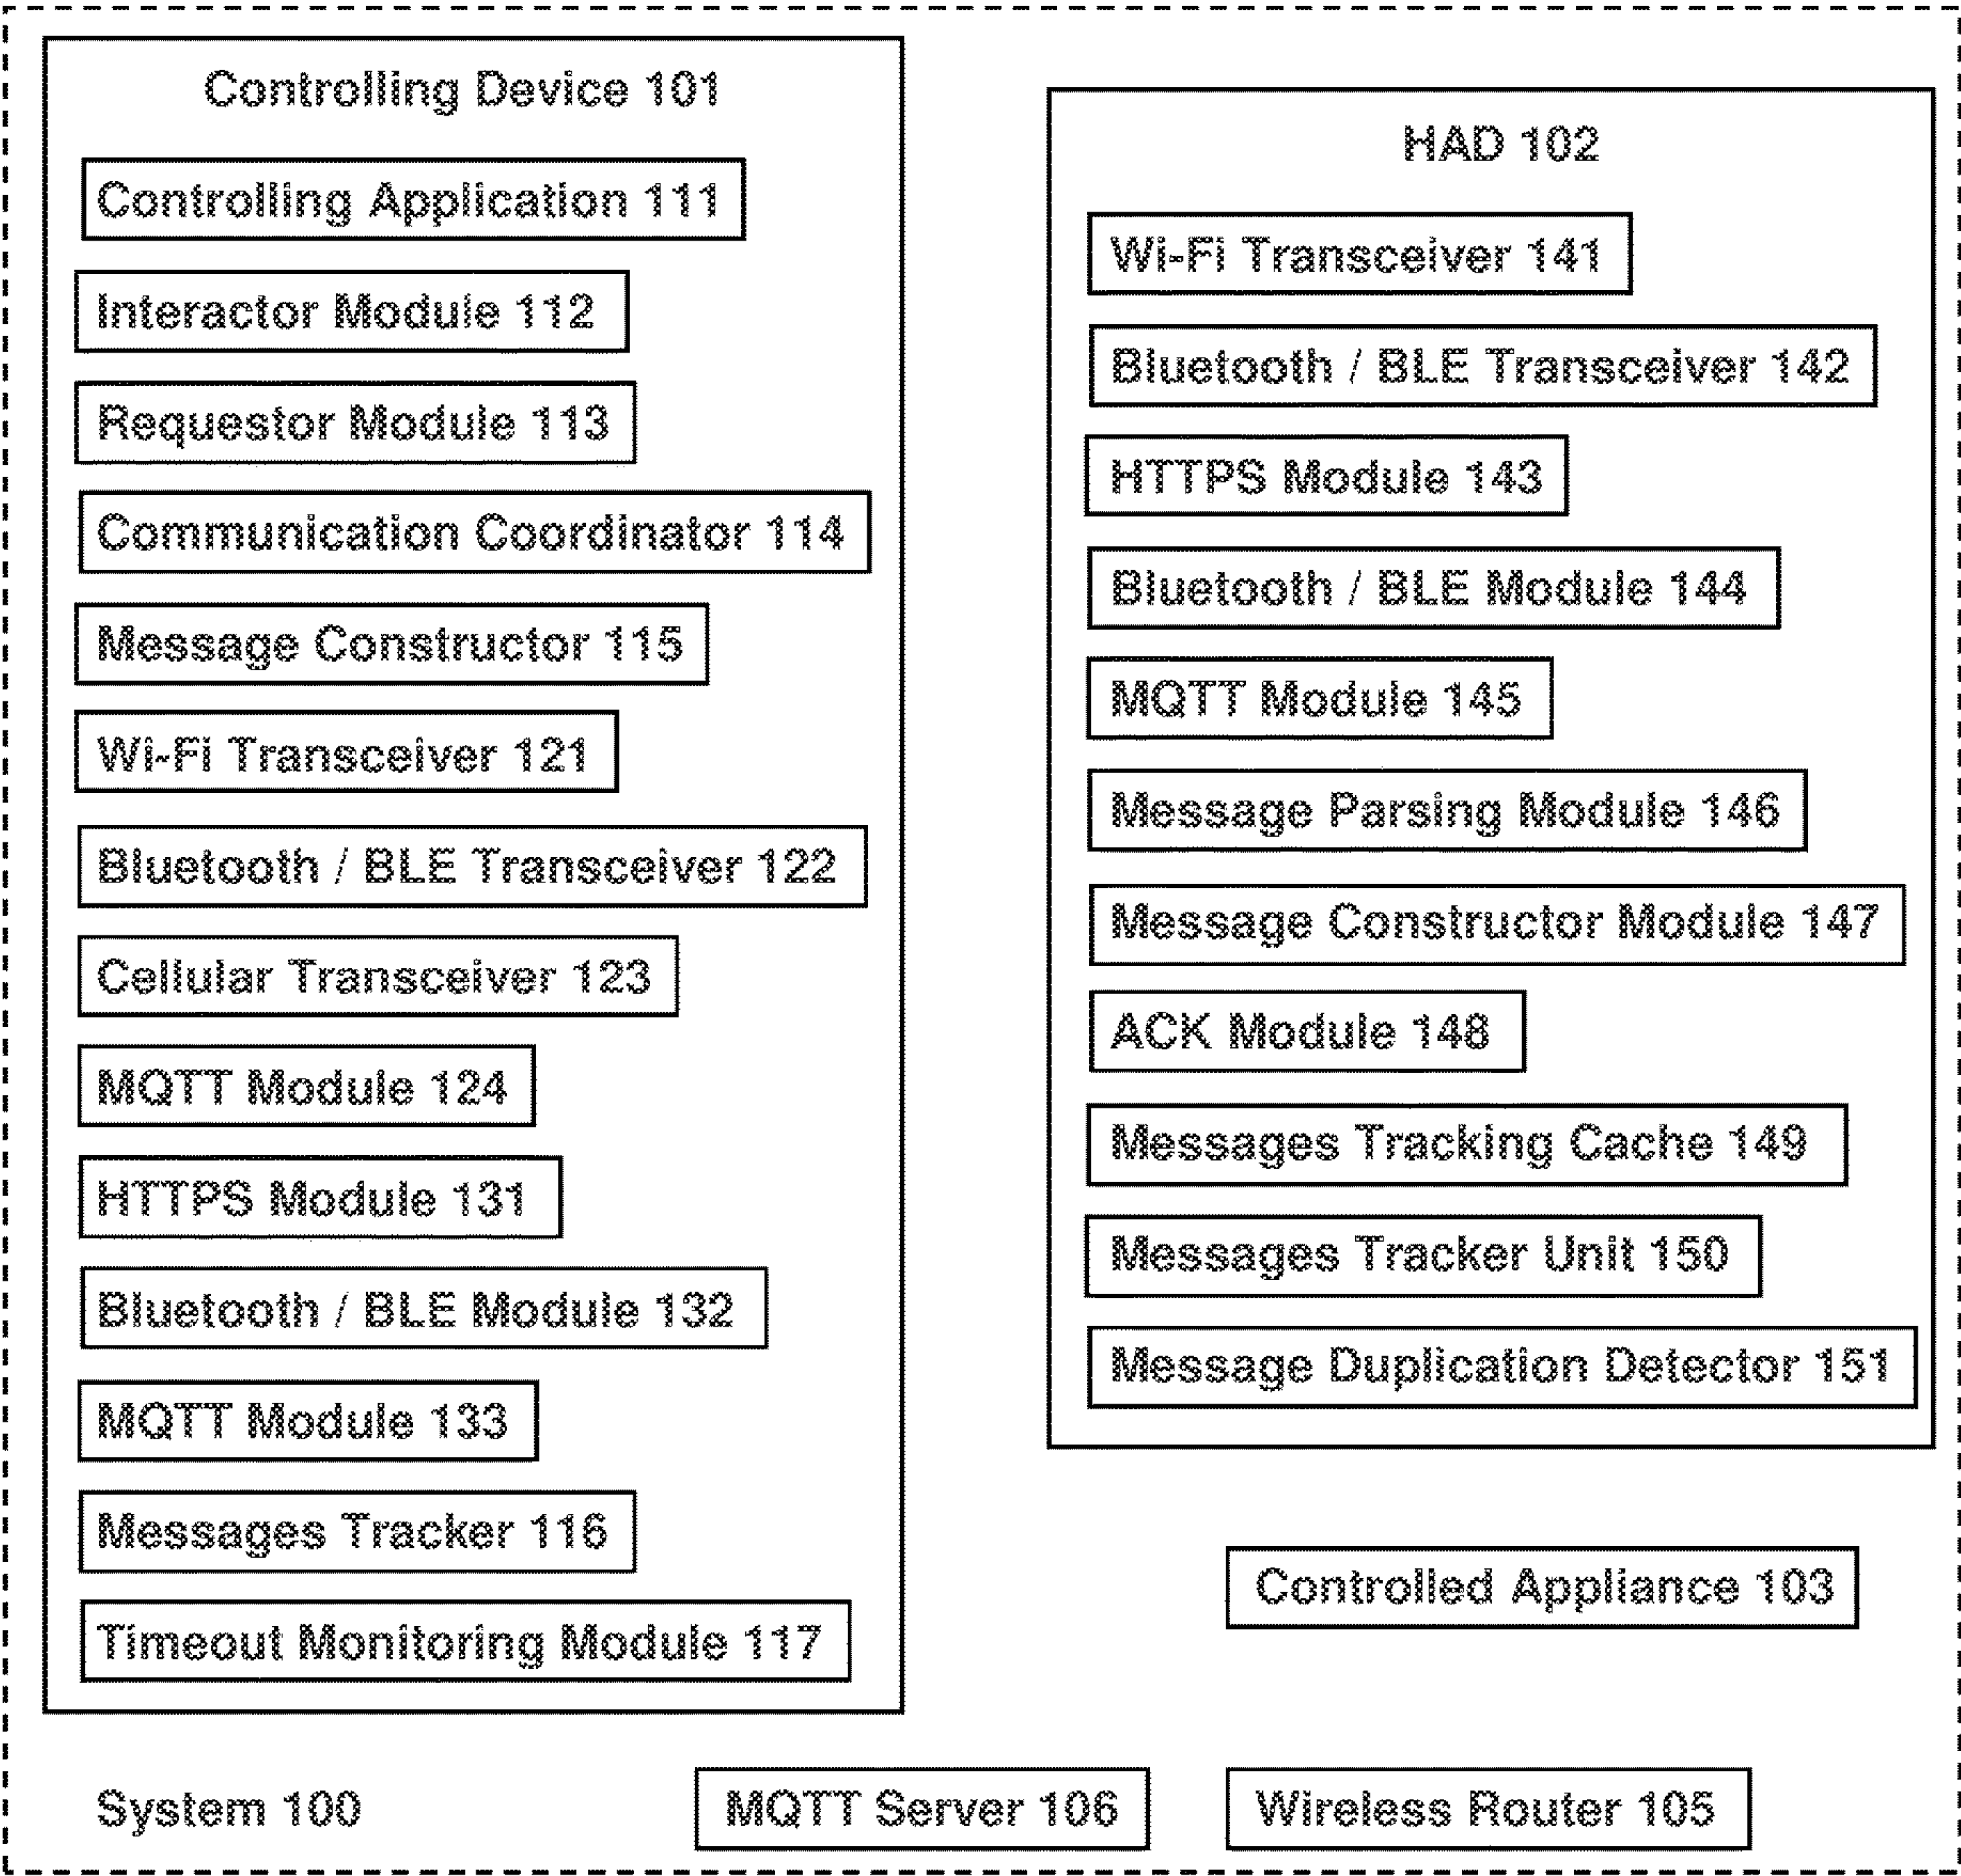 Controlling Device 101
Controlling Application 111
Interactor Module 112
Requestor Module 113
Communication Coordinator 114
Message Constructor 115
Wi-Fi Transceiver 121
Bluetooth / BLE Transceiver 122
Cellular Transceiver 123
MQTT Module 124
HTTPS Module 131
Bluetooth / BLE Module 132
MQTT Module 133
Messages Tracker 116
Timeout Monitoring Module 117
HAD 102
Wi-Fi Transceiver 141
Bluetooth / BLE Transceiver 142
HTTPS Module 143
Bluetooth / BLE Module 144
MQTT Module 145
Message Parsing Module 146
Message Constructor Module 147
ACK Module 148
Messages Tracking Cache 149
Messages Tracker Unit 150
Message Duplication Detector 151
Controlled Appliance 103
System 100
MQTT Server 106
Wireless Router 105